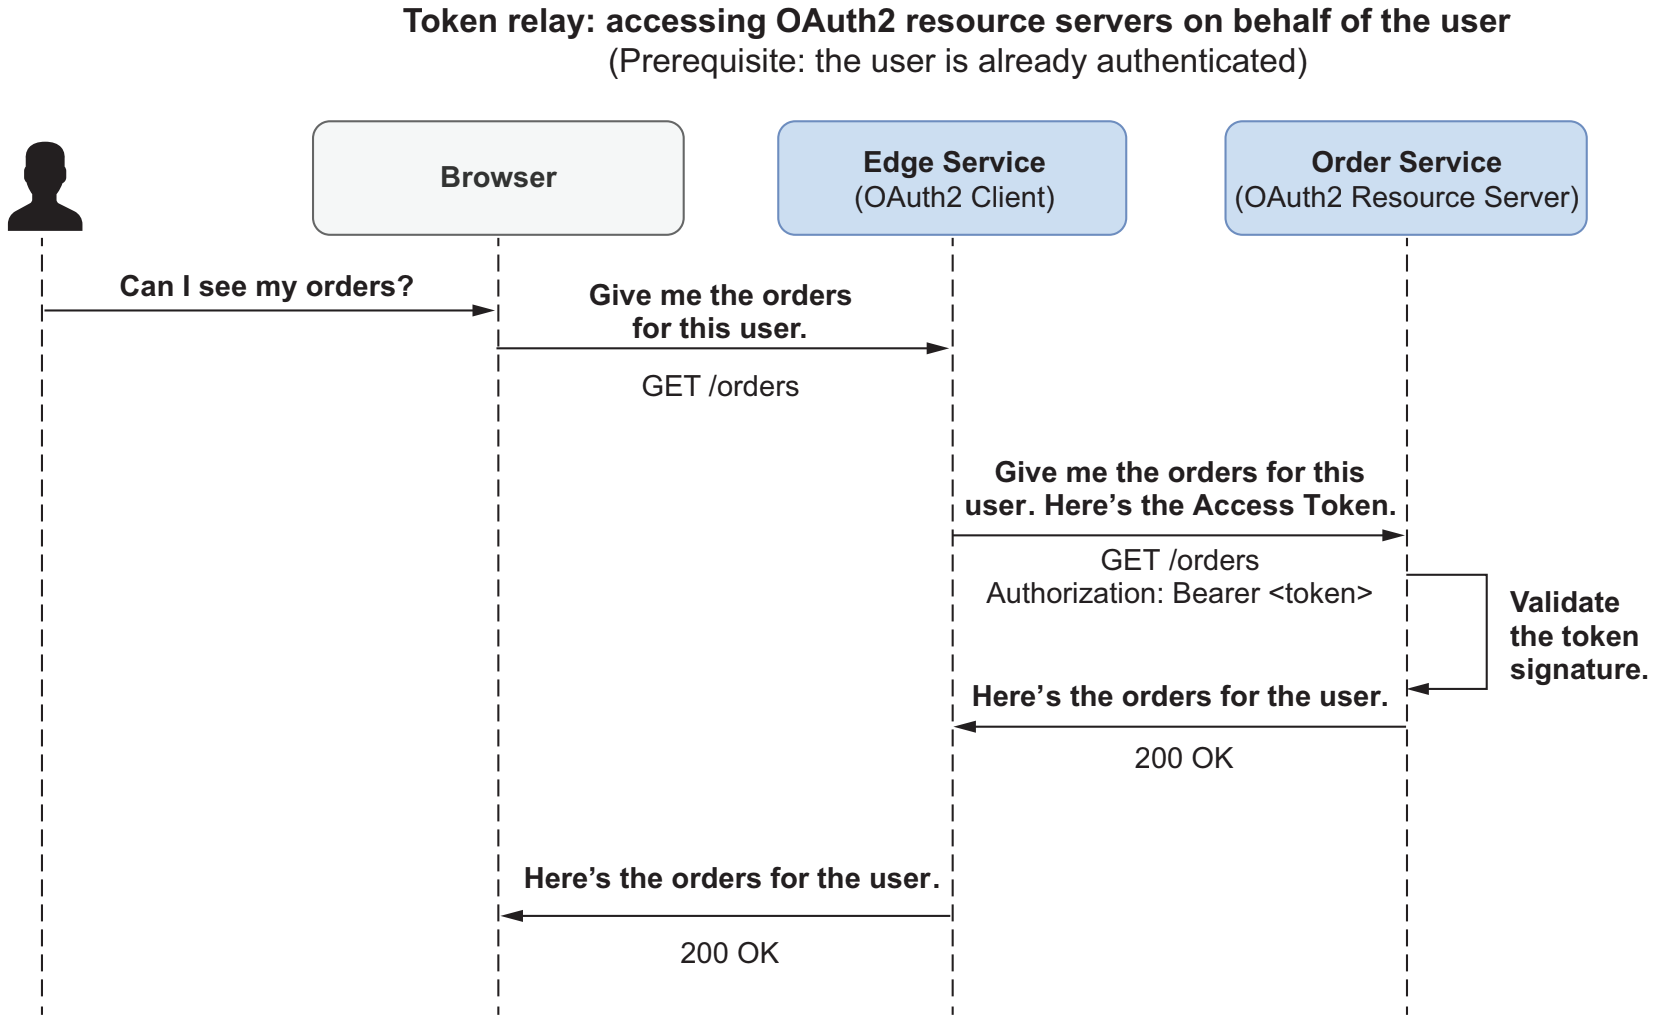 Token relay: accessing OAuth2 resource servers on behalf of the user
(Prerequisite: the user is already authenticated)
Browser
Edge Service
(OAuth2 Client)
Order Service
(OAuth2 Resource Server)
Can I see my orders?
Give me the orders
for this user.
GET /orders
Give me the orders for this
user. Here’s the Access Token.
GET /orders
Authorization: Bearer <token>
Validate
the token
signature.
Here’s the orders for the user.
200 OK
Here’s the orders for the user.
200 OK